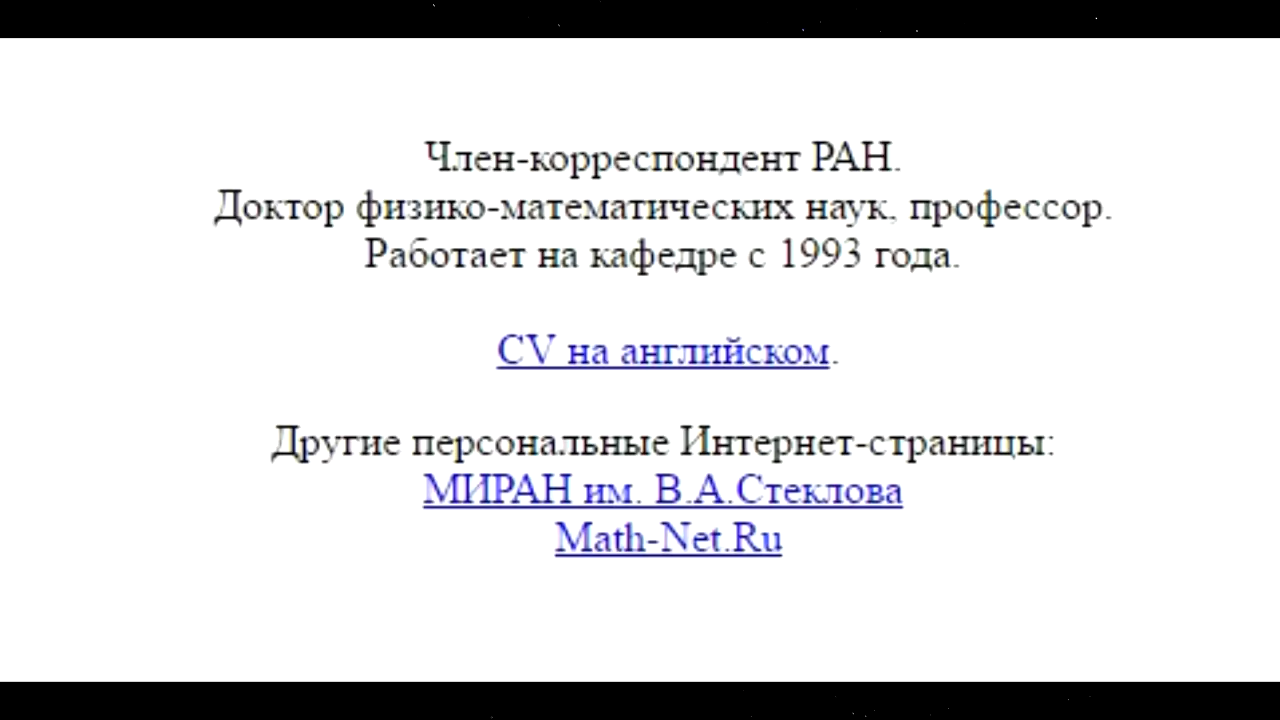 Член-корреспондент РАН.
Доктор физико-математических наук, профессор.
Работает на кафедре с 1993 года.
CV на английском.
Другие персональные Интернет-страницы:
МИРАН им. В.А.Стеклова
Math-Net.Ru